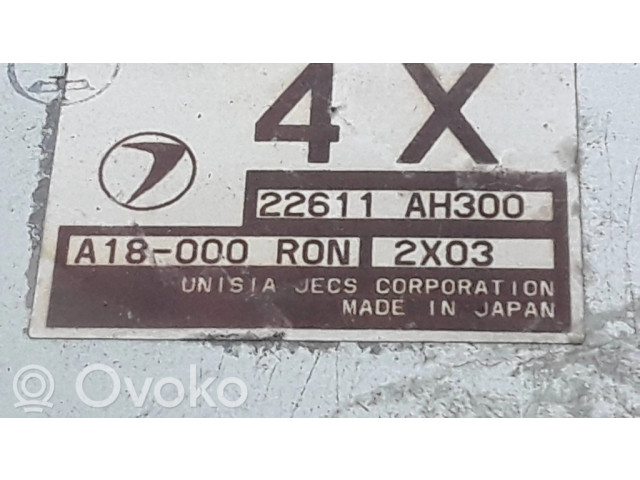 4X
22611 AH300
A18-000 RON 2X03
UNISIA JECS CORPORATION
MADE IN JAPAN
Ovoko